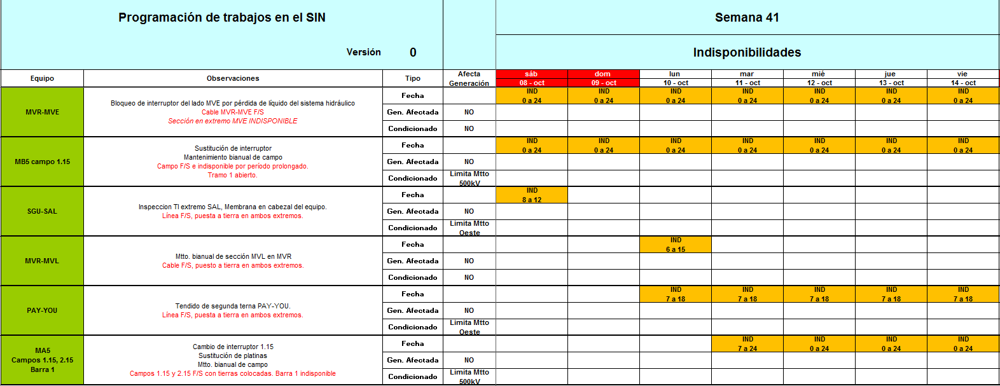 Programación de trabajos en el SIN
Semana 41
Versión 0
Indisponibilidades
Equipo
Observaciones
Tipo
Afecta
Generación
sáb
08 - oct
dom
09 - oct
lun
10 - oct
mar
11 - oct
mié
12 - oct
jue
13 - oct
vie
14 - oct
MVR-MVE
Bloqueo de interruptor del lado MVE por pérdida de líquido del sistema hidráulico
Cable MVR-MVE F/S
Sección en extremo MVE INDISPONIBLE
Fecha
IND
0 a 24
IND
0 a 24
IND
0 a 24
IND
0 a 24
IND
0 a 24
IND
0 a 24
IND
0 a 24
Gen. Afectada
NO
Condicionado
NO
MB5 campo 1.15
Sustitución de interruptor
Mantenimiento bianual de campo
Campo F/S e indisponible por período prolongado.
Tramo 1 abierto.
Fecha
IND
0 a 24
IND
0 a 24
IND
0 a 24
IND
0 a 24
IND
0 a 24
IND
0 a 24
IND
0 a 24
Gen. Afectada
NO
Condicionado
Limita Mtto
500kV
SGU-SAL
Inspeccion TI extremo SAL, Membrana en cabezal del equipo.
Línea F/S, puesta a tierra en ambos extremos.
Fecha
IND
8 a 12
Gen. Afectada
NO
Condicionado
Limita Mtto
Oeste
MVR-MVL
Mtto. bianual de sección MVL en MVR
Cable F/S, puesto a tierra en ambos extremos.
Fecha
IND
6 a 15
Gen. Afectada
NO
Condicionado
NO
PAY-YOU
Tendido de segunda terna PAY-YOU.
Línea F/S, puesta a tierra en ambos extremos.
Fecha
IND
7 a 18
IND
7 a 18
IND
7 a 18
IND
7 a 18
IND
7 a 18
Gen. Afectada
NO
Condicionado
Limita Mtto
Oeste
MA5
Campos 1.15, 2.15
Barra 1
Cambio de interruptor 1.15
Sustitución de platinas
Mtto. bianual de campo
Campos 1.15 y 2.15 F/S con tierras colocadas. Barra 1 indisponible
Fecha
IND
7 a 24
IND
0 a 24
IND
0 a 24
IND
0 a 24
Gen. Afectada
NO
Condicionado
Limita Mtto
500kV